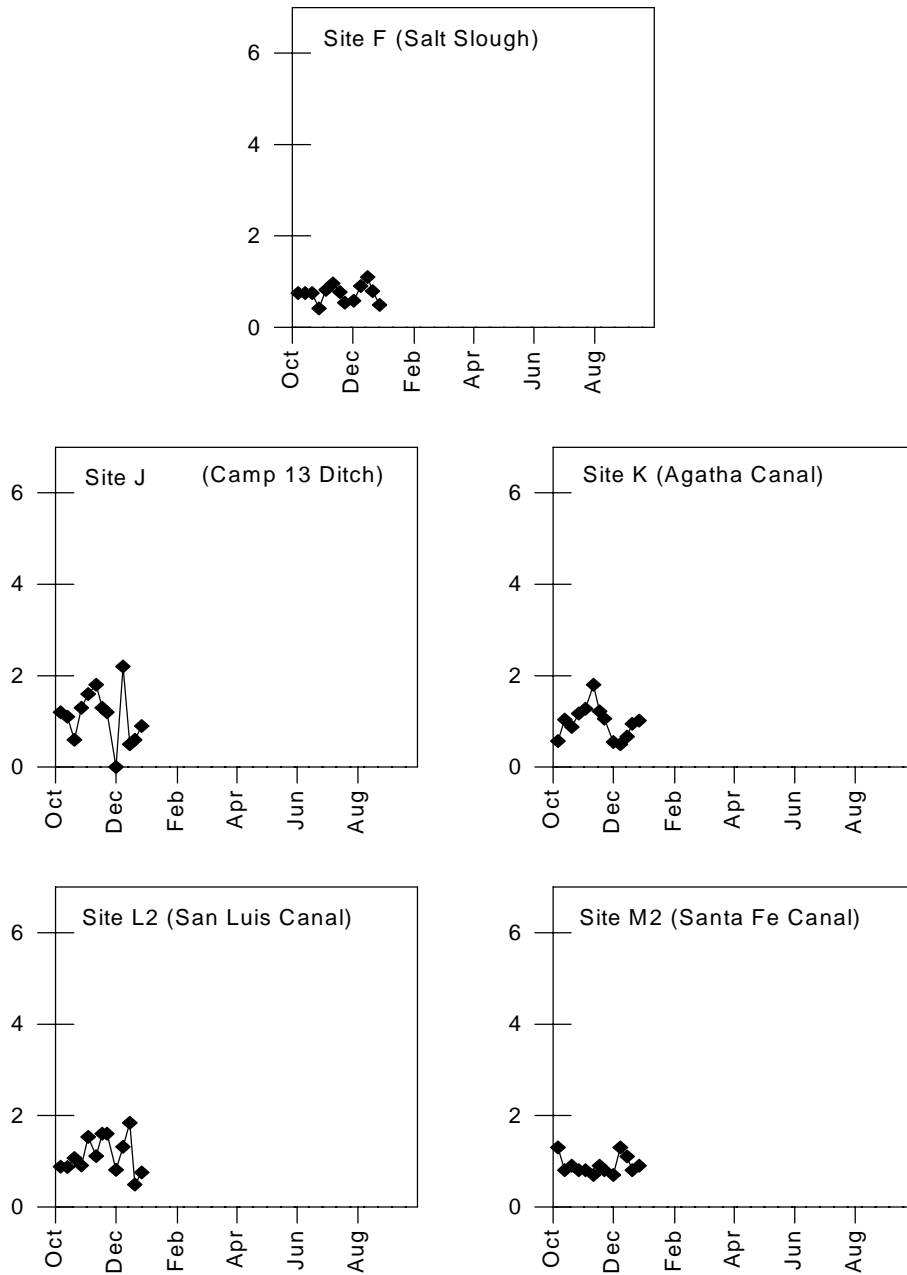 Site F (Salt Slough)
6
4
2
0
Oct
Dec
Feb
Apr
Jun
Aug
Site J (Camp 13 Ditch)
6
4
2
0
Oct
Dec
Feb
Apr
Jun
Aug
Site K (Agatha Canal)
6
4
2
0
Oct
Dec
Feb
Apr
Jun
Aug
Site L2 (San Luis Canal)
6
4
2
0
Oct
Dec
Feb
Apr
Jun
Aug
Site M2 (Santa Fe Canal)
6
4
2
0
Oct
Dec
Feb
Apr
Jun
Aug